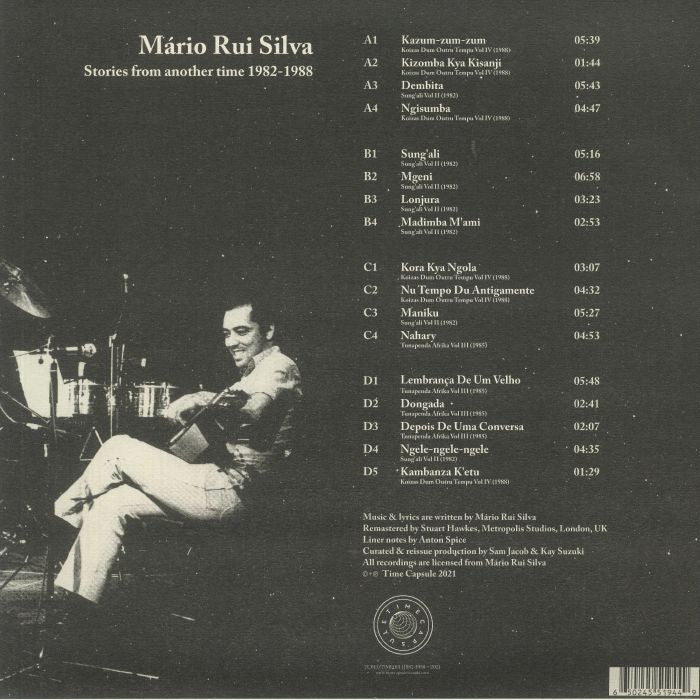 Mário Rui Silva
Stories from another time 1982-1988
A1 Kazum-zum-zum 05:39
Koizas Dum Outru Tempu Vol IV (1988)
A2 Kizomba Kya Kisanji 01:44
Koizas Dum Outru Tempu Vol IV (1988)
A3 Dembita 05:43
Sung'ali Vol II (1982)
A4 Ngisumba 04:47
Koizas Dum Outru Tempu Vol IV (1988)
B1 Sung'ali 05:16
Sung'ali Vol II (1982)
B2 Mgeni 06:58
Sung'ali Vol II (1982)
B3 Lonjura 03:23
Sung'ali Vol II (1982)
B4 Madimba M'ami 02:53
Sung'ali Vol II (1982)
C1 Kora Kya Ngola 03:07
Koizas Dum Outru Tempu Vol IV (1988)
C2 Nu Tempo Du Antigamente 04:32
Koizas Dum Outru Tempu Vol IV (1988)
C3 Maniku 05:27
Sung'ali Vol II (1982)
C4 Nahary 04:53
Tunapenda Afrika Vol III (1985)
D1 Lembrança De Um Velho 05:48
Tunapenda Afrika Vol III (1985)
D2 Dongada 02:41
Tunapenda Afrika Vol III (1985)
D3 Depois De Uma Conversa 02:07
Tunapenda Afrika Vol III (1985)
D4 Ngele-ngele-ngele 04:35
Sung'ali Vol II (1982)
D5 Kambanza K'etu 01:29
Koizas Dum Outru Tempu Vol IV (1988)
Music & lyrics are written by Mário Rui Silva
Remastered by Stuart Hawkes, Metropolis Studios, London, UK
Liner notes by Anton Spice
Curated & reissue production by Sam Jacob & Kay Suzuki
All recordings are licensed from Mário Rui Silva
©+℗ Time Capsule 2021
TIME CAPSULE